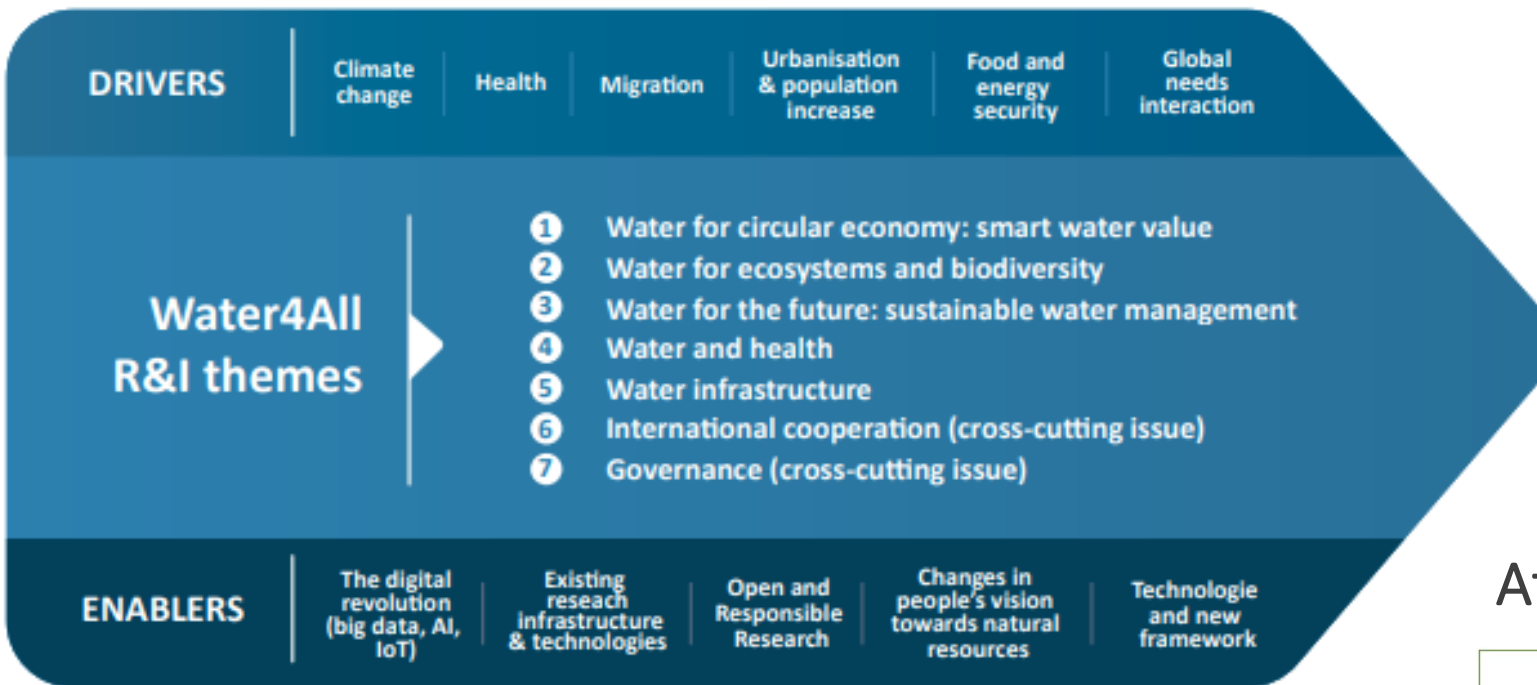 DRIVERS
Climate
change
Health
Migration
Urbanisation
& population
increase
Food and
energy
security
Global
needs
interaction
Water4All
R&I themes
1 Water for circular economy: smart water value
2 Water for ecosystems and biodiversity
3 Water for the future: sustainable water management
4 Water and health
5 Water infrastructure
6 International cooperation (cross-cutting issue)
7 Governance (cross-cutting issue)
ENABLERS
The digital
revolution
(big data, AI,
IoT)
Existing
reseach
infrastructure
& technologies
Open and
Responsible
Research
Changes in
people's vision
towards natural
resources
Technologie
and new
framework